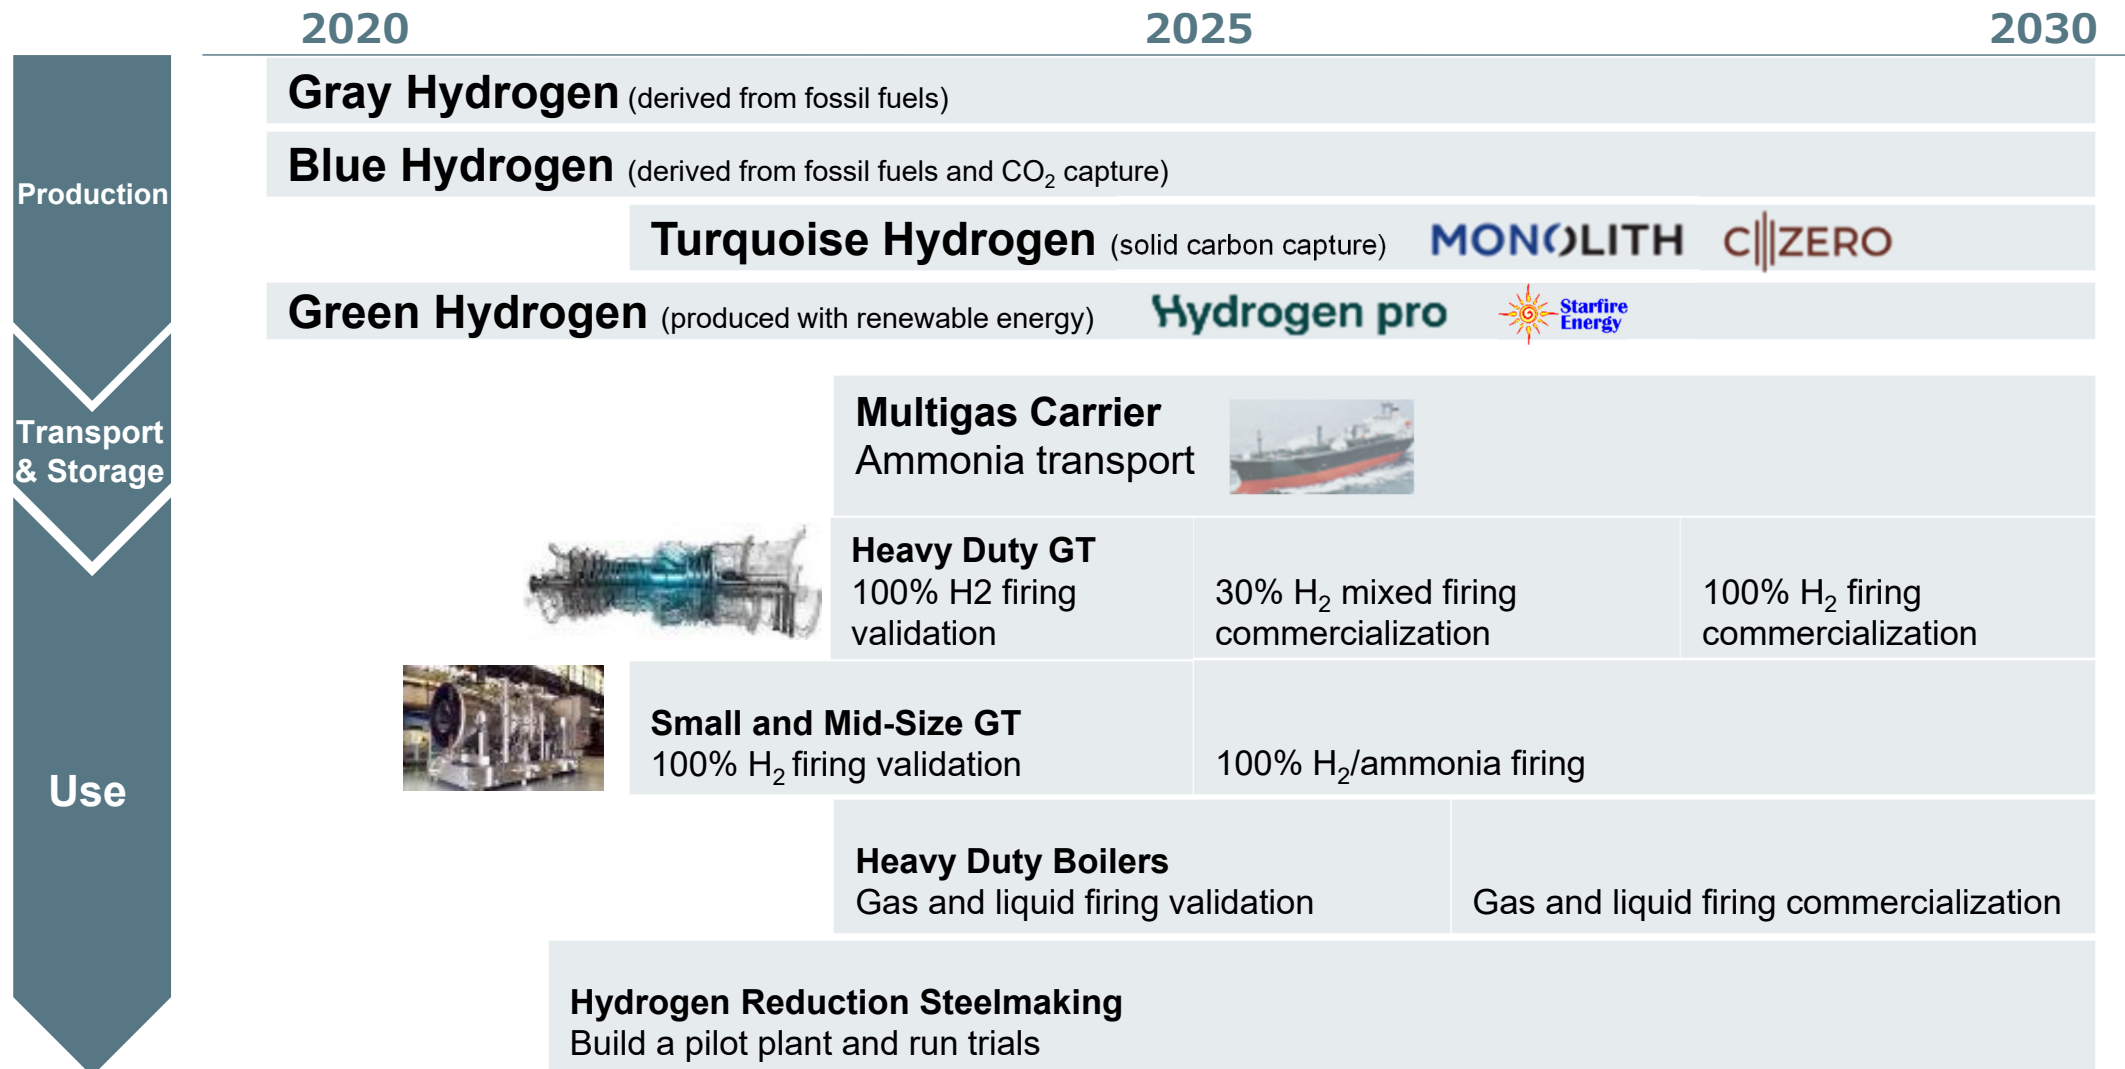 2020 2025 2030
Production
Gray Hydrogen (derived from fossil fuels)
Blue Hydrogen (derived from fossil fuels and CO₂ capture)
Turquoise Hydrogen (solid carbon capture) MONOLITH C|||ZERO
Green Hydrogen (produced with renewable energy) Hydrogen pro Starfire
Energy
Transport
& Storage
Multigas Carrier
Ammonia transport
Use
Heavy Duty GT
100% H2 firing
validation
30% H₂ mixed firing
commercialization
100% H₂ firing
commercialization
Small and Mid-Size GT
100% H₂ firing validation
100% H₂/ammonia firing
Heavy Duty Boilers
Gas and liquid firing validation
Gas and liquid firing commercialization
Hydrogen Reduction Steelmaking
Build a pilot plant and run trials